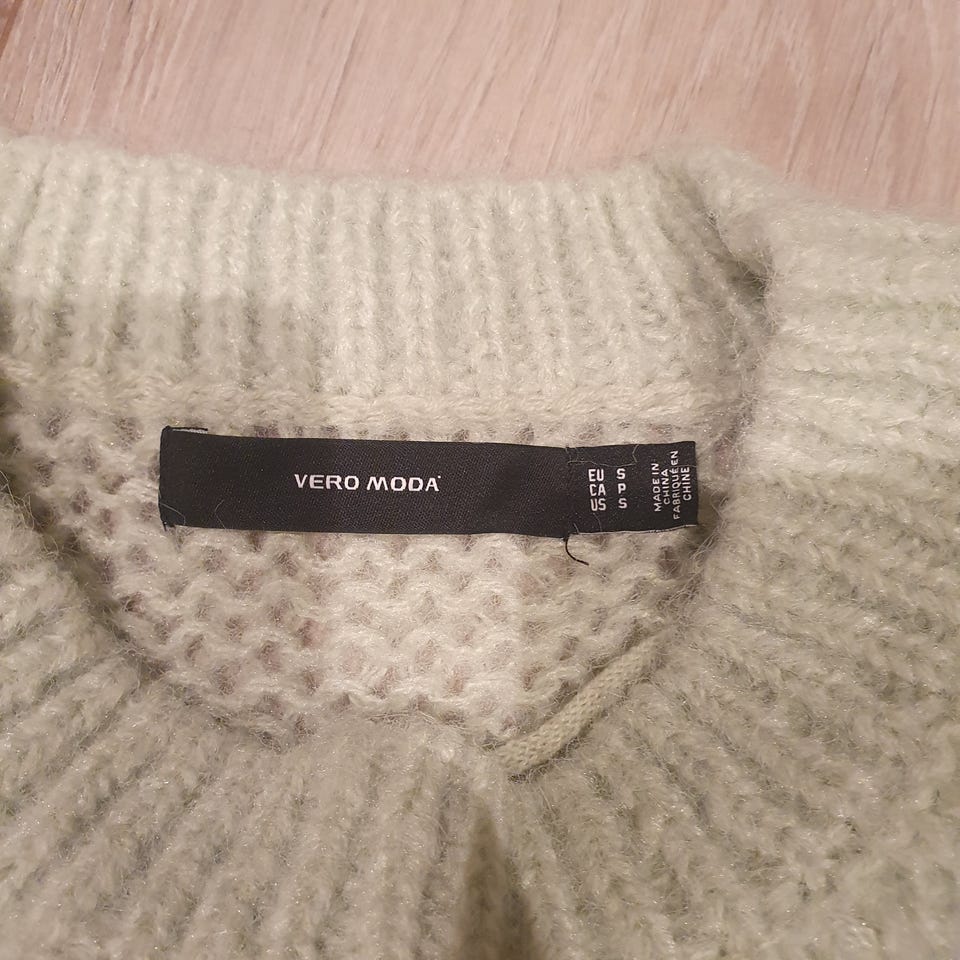 VERO MODA
EU S
CA P
US S
MADE IN
CHINA
FABRIQUÉ EN
CHINE